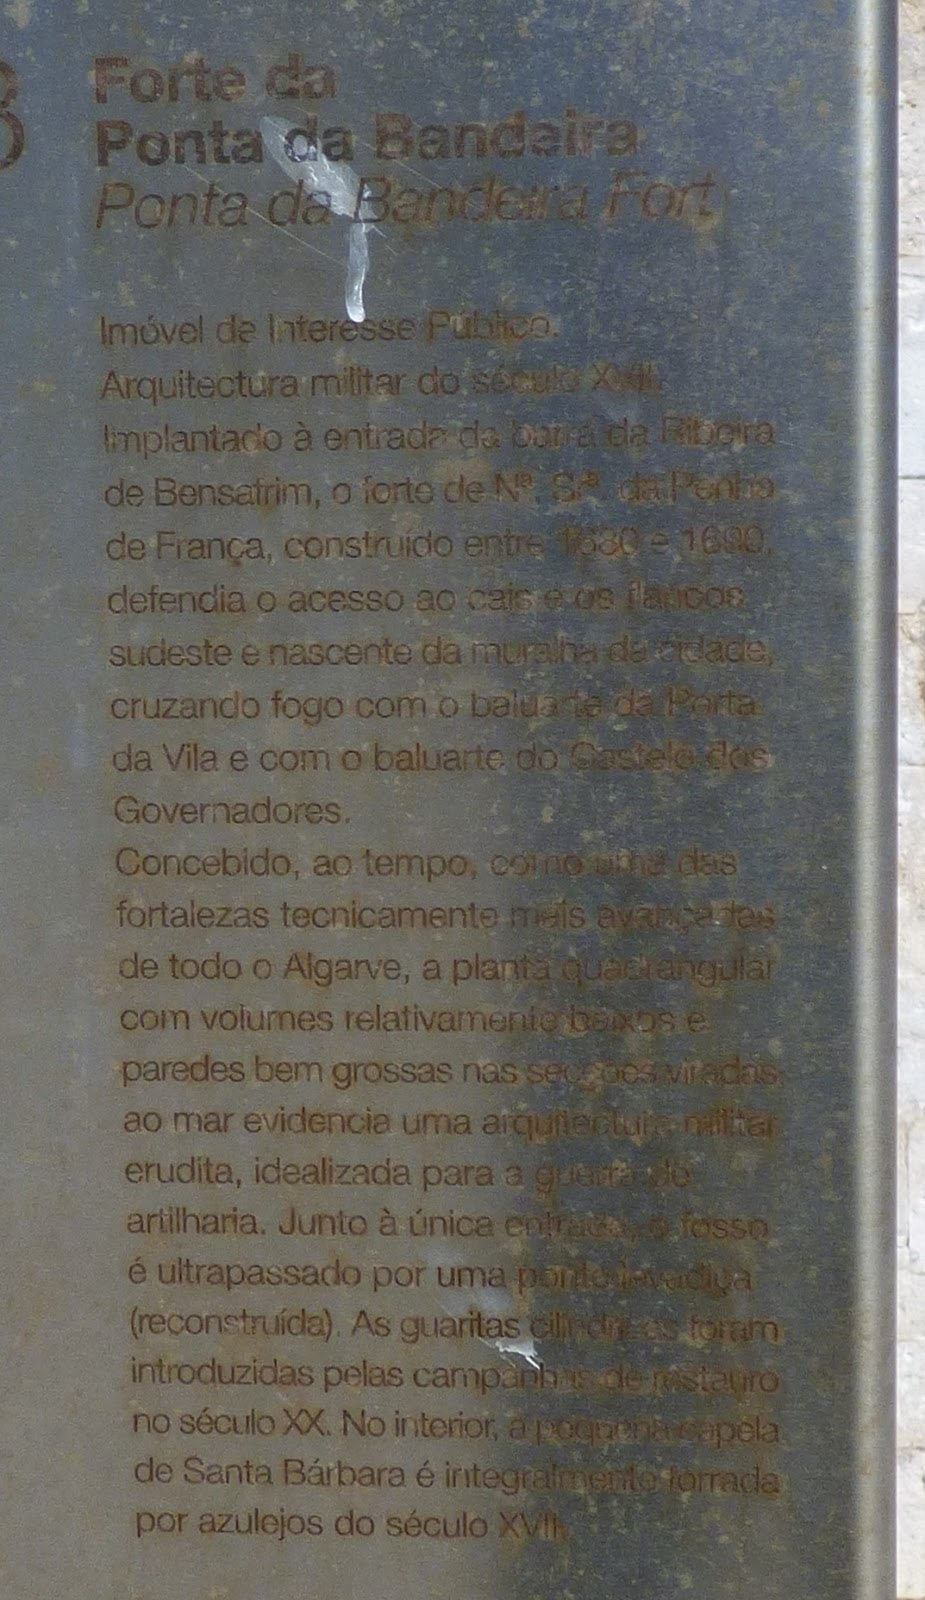 Forte da
Ponta da Bandeira
Ponta da Bandeira Fort
Imóvel de Interesse Público.
Arquitectura militar do século XVII.
Implantado à entrada da barra da Ribeira
de Bensafrim, o forte de Nª. Srª. da Penha
de França, construído entre 1680 e 1690,
defendia o acesso ao cais e os flancos
sudeste e nascente da muralha da cidade,
cruzando fogo com o baluarte da Porta
da Vila e com o baluarte do Castelo dos
Governadores.
Concebido, ao tempo, como uma das
fortalezas tecnicamente mais avançadas
de todo o Algarve, a planta quadrangular
com volumes relativamente baixos e
paredes bem grossas nas secções viradas
ao mar evidencia uma arquitectura militar
erudita, idealizada para a guerra de
artilharia. Junto à única entrada, o fosso
é ultrapassado por uma ponte levadiça
(reconstruída). As guaritas cilíndricas foram
introduzidas pelas campanhas de restauro
no século XX. No interior, a pequena capela
de Santa Bárbara é integralmente forrada
por azulejos do século XVII.